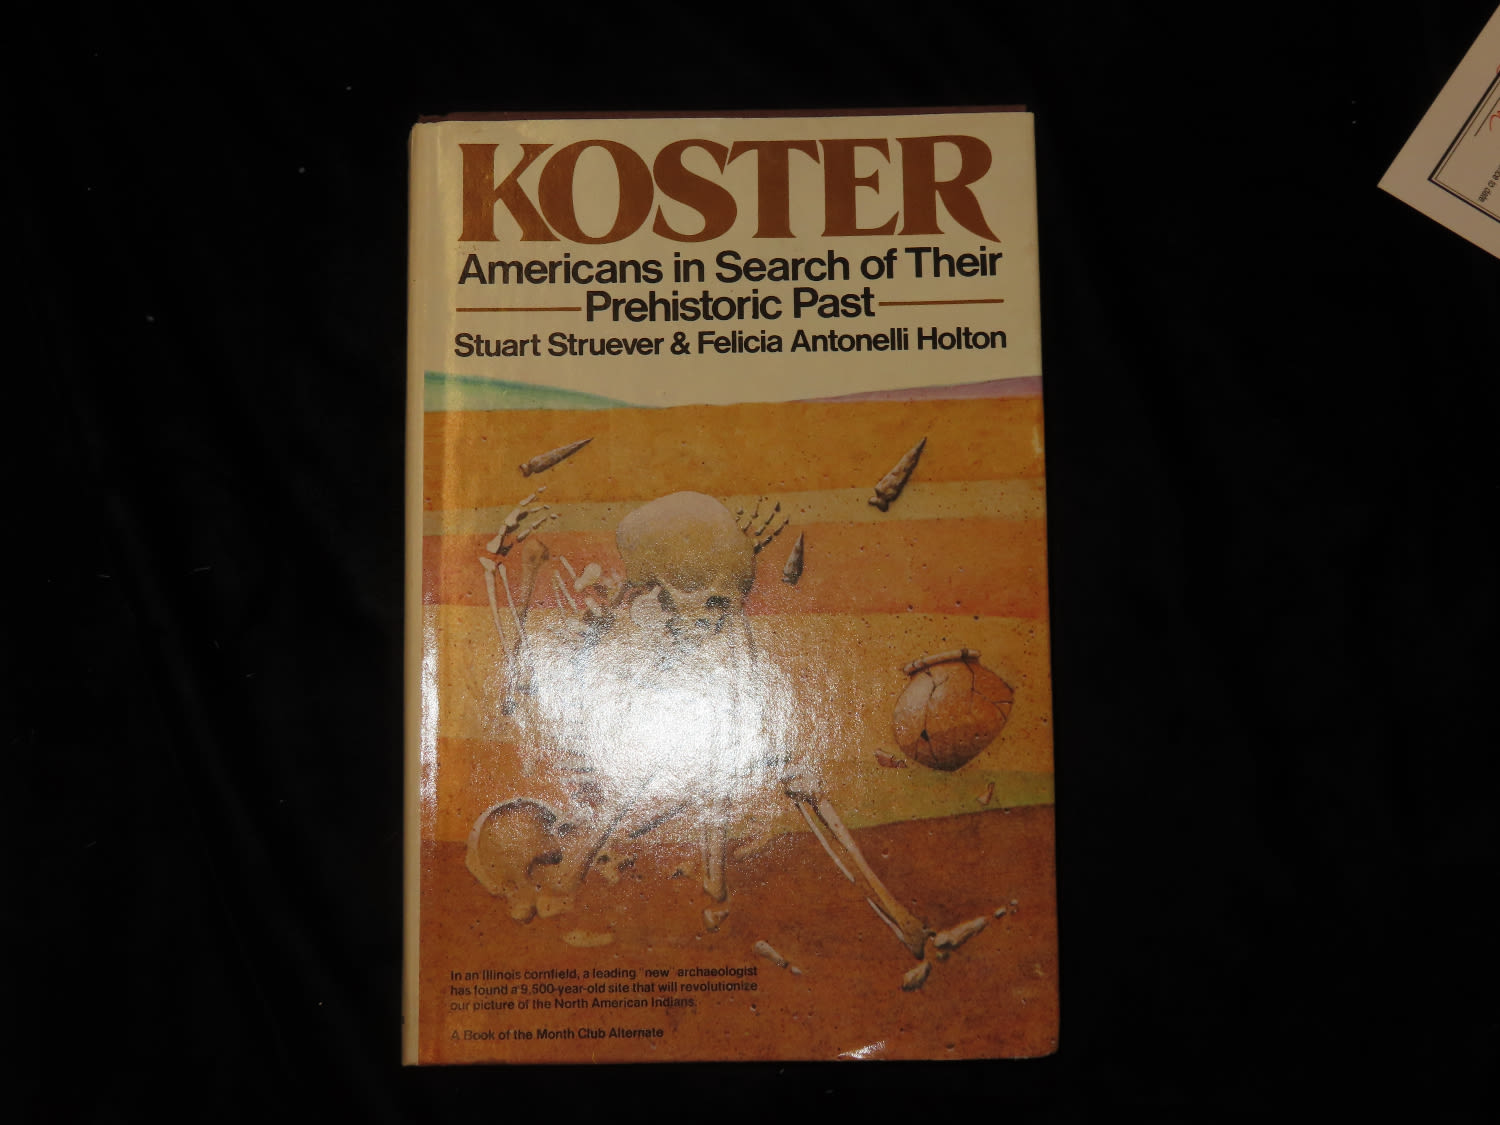 KOSTER
Americans in Search of Their
Prehistoric Past
Stuart Struever & Felicia Antonelli Holton
In an Illinois cornfield, a leading "new" archaeologist
has found a 9,500-year-old site that will revolutionize
our picture of the North American Indians.
A Book of the Month Club Alternate